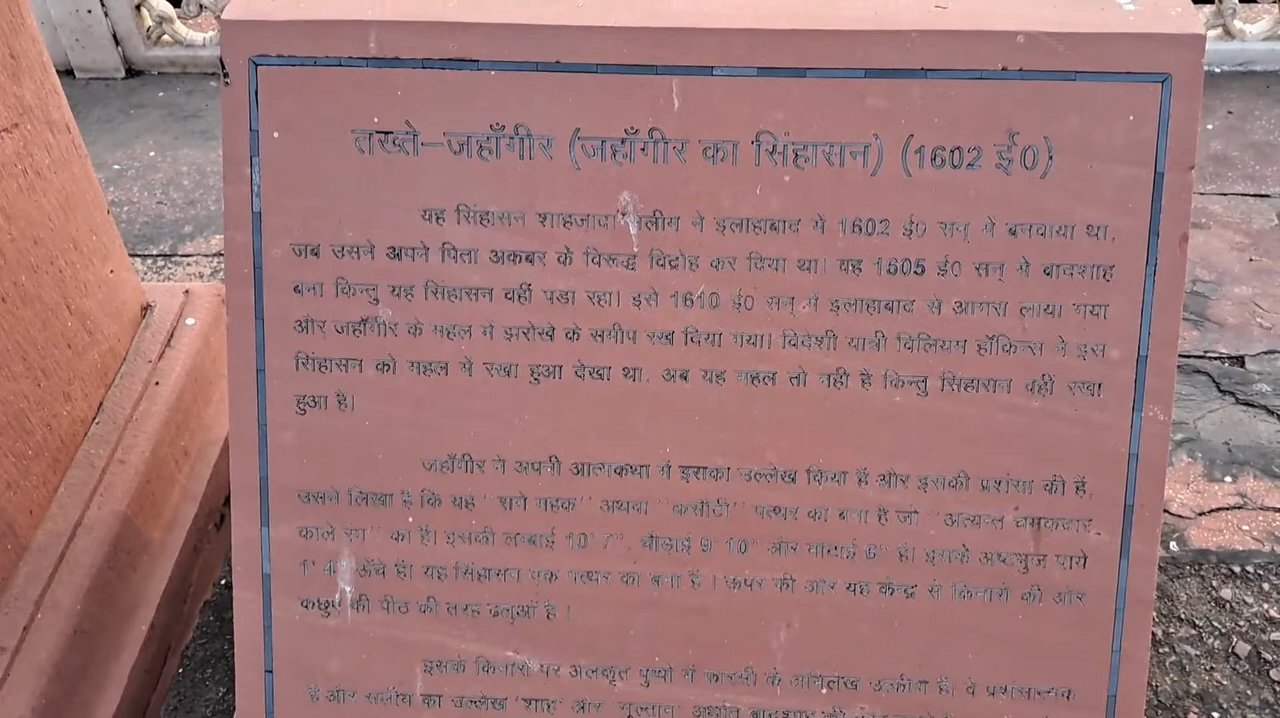 तख्ते–जहाँगीर (जहाँगीर का सिंहासन) (1602 ई0)
यह सिंहासन शाहजादा सलीम ने इलाहाबाद में 1602 ई0 सन् में बनवाया था,
जब उसने अपने पिता अकबर के विरूद्ध विद्रोह कर दिया था। वह 1605 ई0 सन् में बादशाह
बना किन्तु यह सिंहासन वहीं पडा रहा। इसे 1610 ई0 सन् में इलाहाबाद से आगरा लाया गया
और जहाँगीर के महल में झरोखे के समीप रख दिया गया। विदेशी यात्री विलियम हॉकिन्स ने इस
सिंहासन को महल में रखा हुआ देखा था, अब यह महल तो नही है किन्तु सिंहासन वहीं रखा
हुआ है।
जहाँगीर ने अपनी आत्मकथा में इसका उल्लेख किया है और इसकी प्रशंसा की है,
उसने लिखा है कि यह ''संगे महक'' अथवा ''कसौटी'' पत्थर का बना है जो ''अत्यन्त चमकदार,
काले रंग'' का है। इसकी लम्बाई 10' 7'', चौड़ाई 9' 10'' और मोटाई 6'' है। इसके अष्टभुज पाये
1' 4'' ऊँचे है। यह सिंहासन एक पत्थर का बना है। ऊपर की ओर यह केन्द्र से किनारो की ओर
कछुए की पीठ की तरह ढलुआँ है।
इसके किनारो पर अलंकृत पुष्पो में फारसी के अभिलेख उत्कीर्ण है। वे प्रशंसात्मक
है और सलीम का उल्लेख 'शाह' और 'सुल्तान' अर्थात बादशाह की